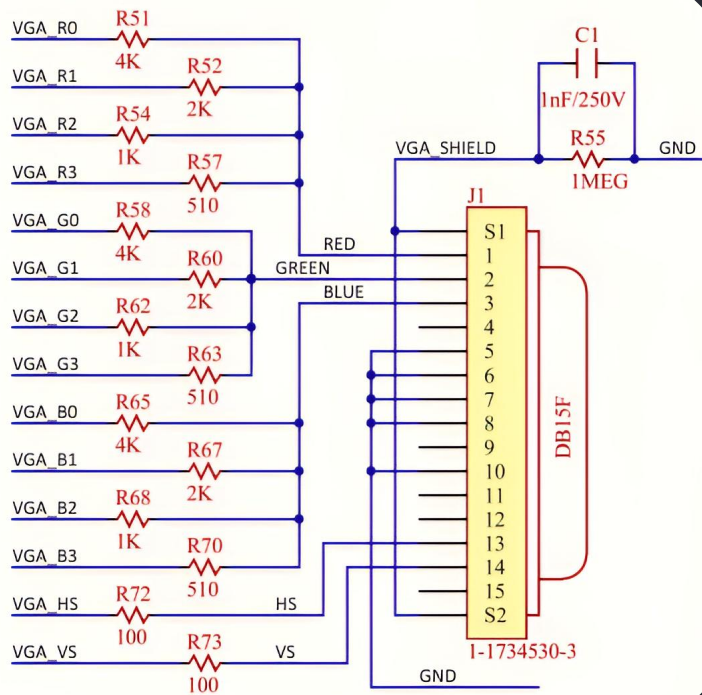 VGA_R0
R51
4K
VGA_R1
R52
2K
VGA_R2
R54
1K
VGA_R3
R57
510
VGA_G0
R58
4K
VGA_G1
R60
2K
VGA_G2
R62
1K
VGA_G3
R63
510
VGA_B0
R65
4K
VGA_B1
R67
2K
VGA_B2
R68
1K
VGA_B3
R70
510
VGA_HS
R72
100
HS
VGA_VS
R73
100
VS
RED
GREEN
BLUE
C1
1nF/250V
VGA_SHIELD
R55
1MEG
GND
J1
S1
1
2
3
4
5
6
7
8
9
10
11
12
13
14
15
S2
DB15F
1-1734530-3
GND